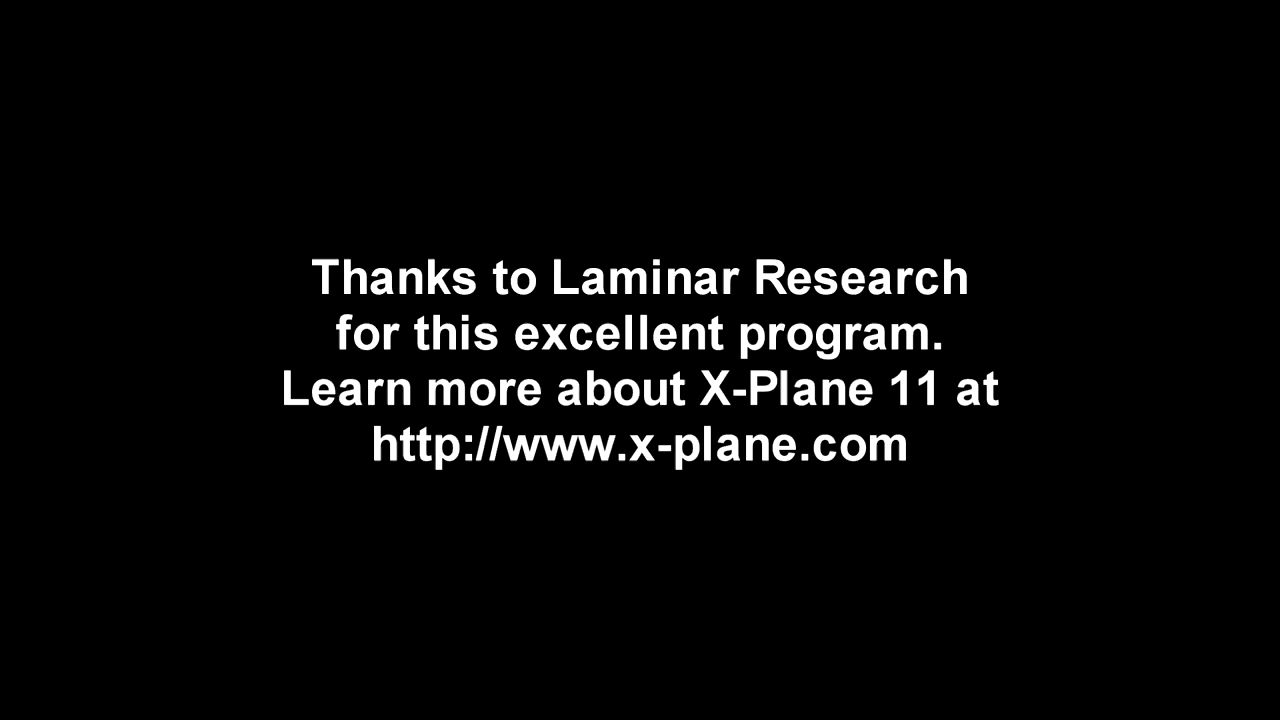 Thanks to Laminar Research
for this excellent program.
Learn more about X-Plane 11 at
http://www.x-plane.com